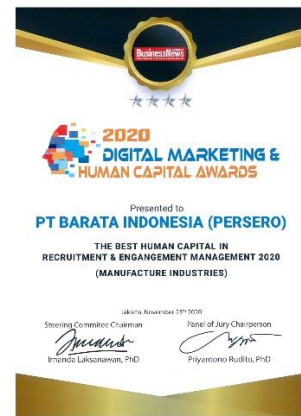 BusinessNews
2020
DIGITAL MARKETING &
HUMAN CAPITAL AWARDS
Presented to
PT BARATA INDONESIA (PERSERO)
THE BEST HUMAN CAPITAL IN
RECRUITMENT & ENGANGEMENT MANAGEMENT 2020
(MANUFACTURE INDUSTRIES)
Jakarta, November 25th 2020
Steering Commitee Chairman
Panel of Jury Chairperson
Imanda Laksanawan, PhD
Priyantono Rudito, PhD